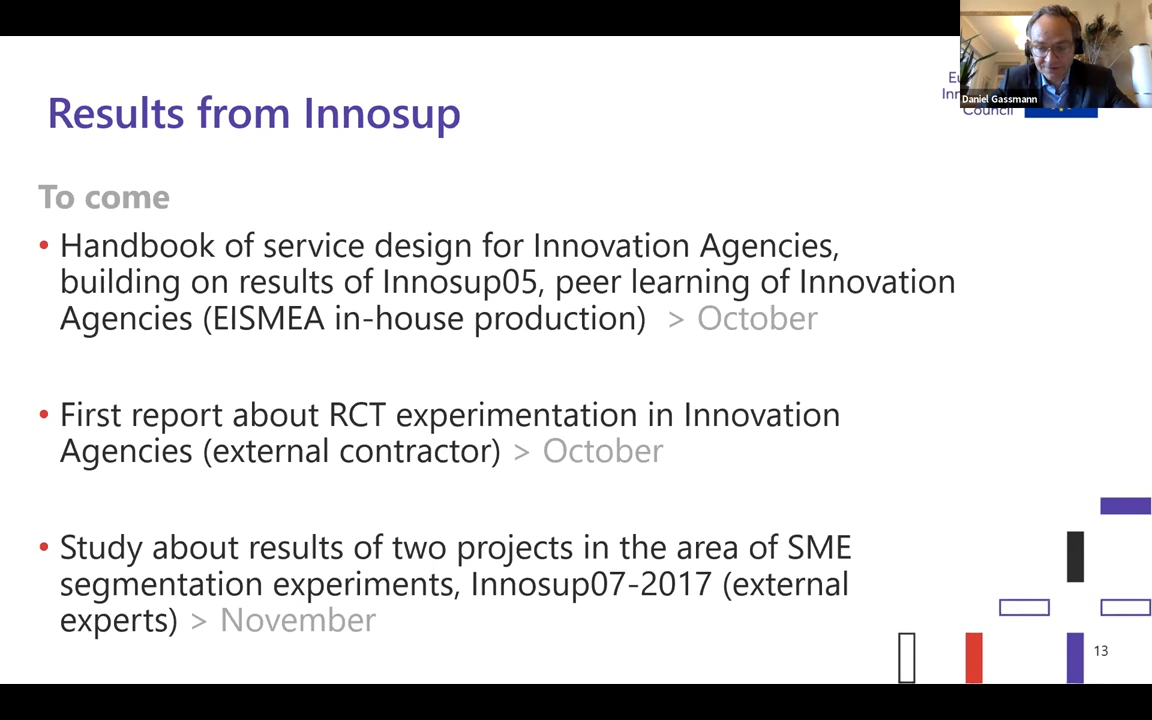 Results from Innosup
Daniel Gassmann
Council
To come
• Handbook of service design for Innovation Agencies,
building on results of Innosup05, peer learning of Innovation
Agencies (EISMEA in-house production) > October
• First report about RCT experimentation in Innovation
Agencies (external contractor) > October
• Study about results of two projects in the area of SME
segmentation experiments, Innosup07-2017 (external
experts) > November
13